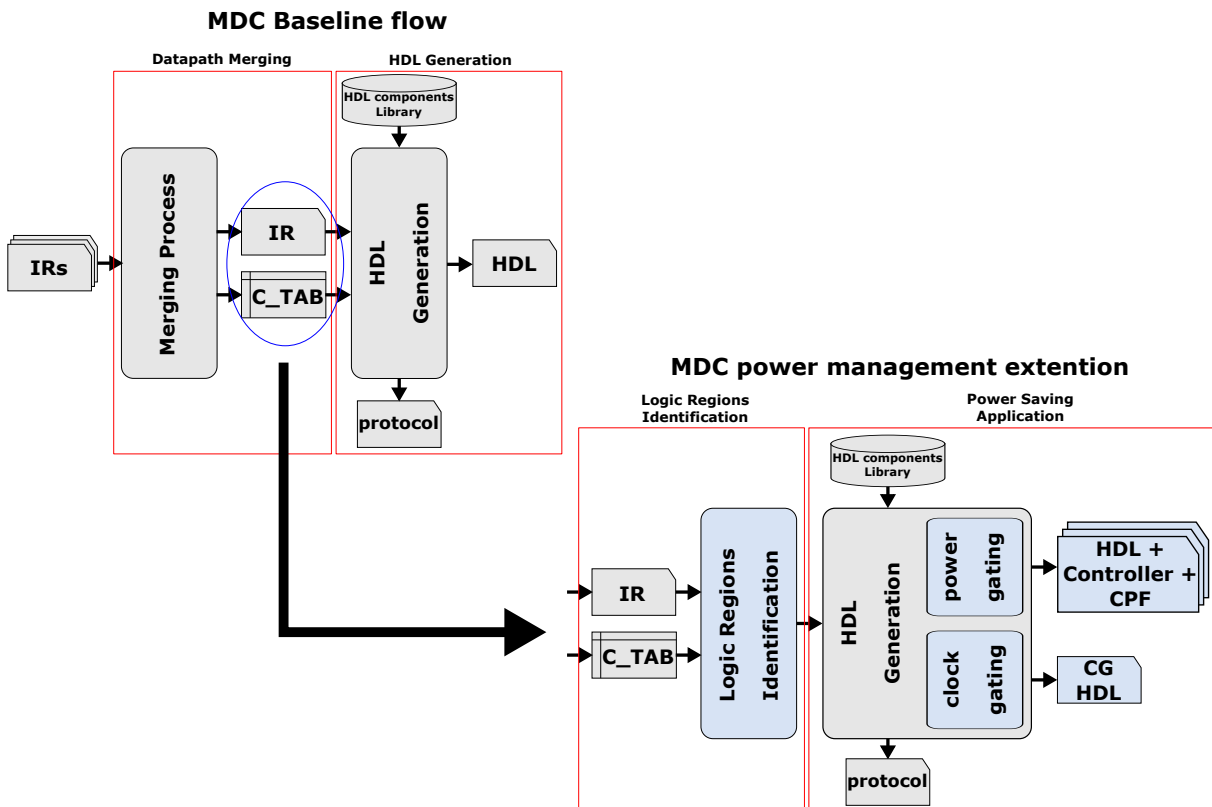 MDC Baseline flow
Datapath Merging
HDL Generation
HDL components
Library
IRs
Merging Process
IR
C_TAB
HDL
Generation
HDL
protocol
MDC power management extention
Logic Regions
Identification
Power Saving
Application
HDL components
Library
IR
C_TAB
Logic Regions
Identification
HDL
Generation
power
gating
clock
gating
HDL +
Controller +
CPF
CG
HDL
protocol